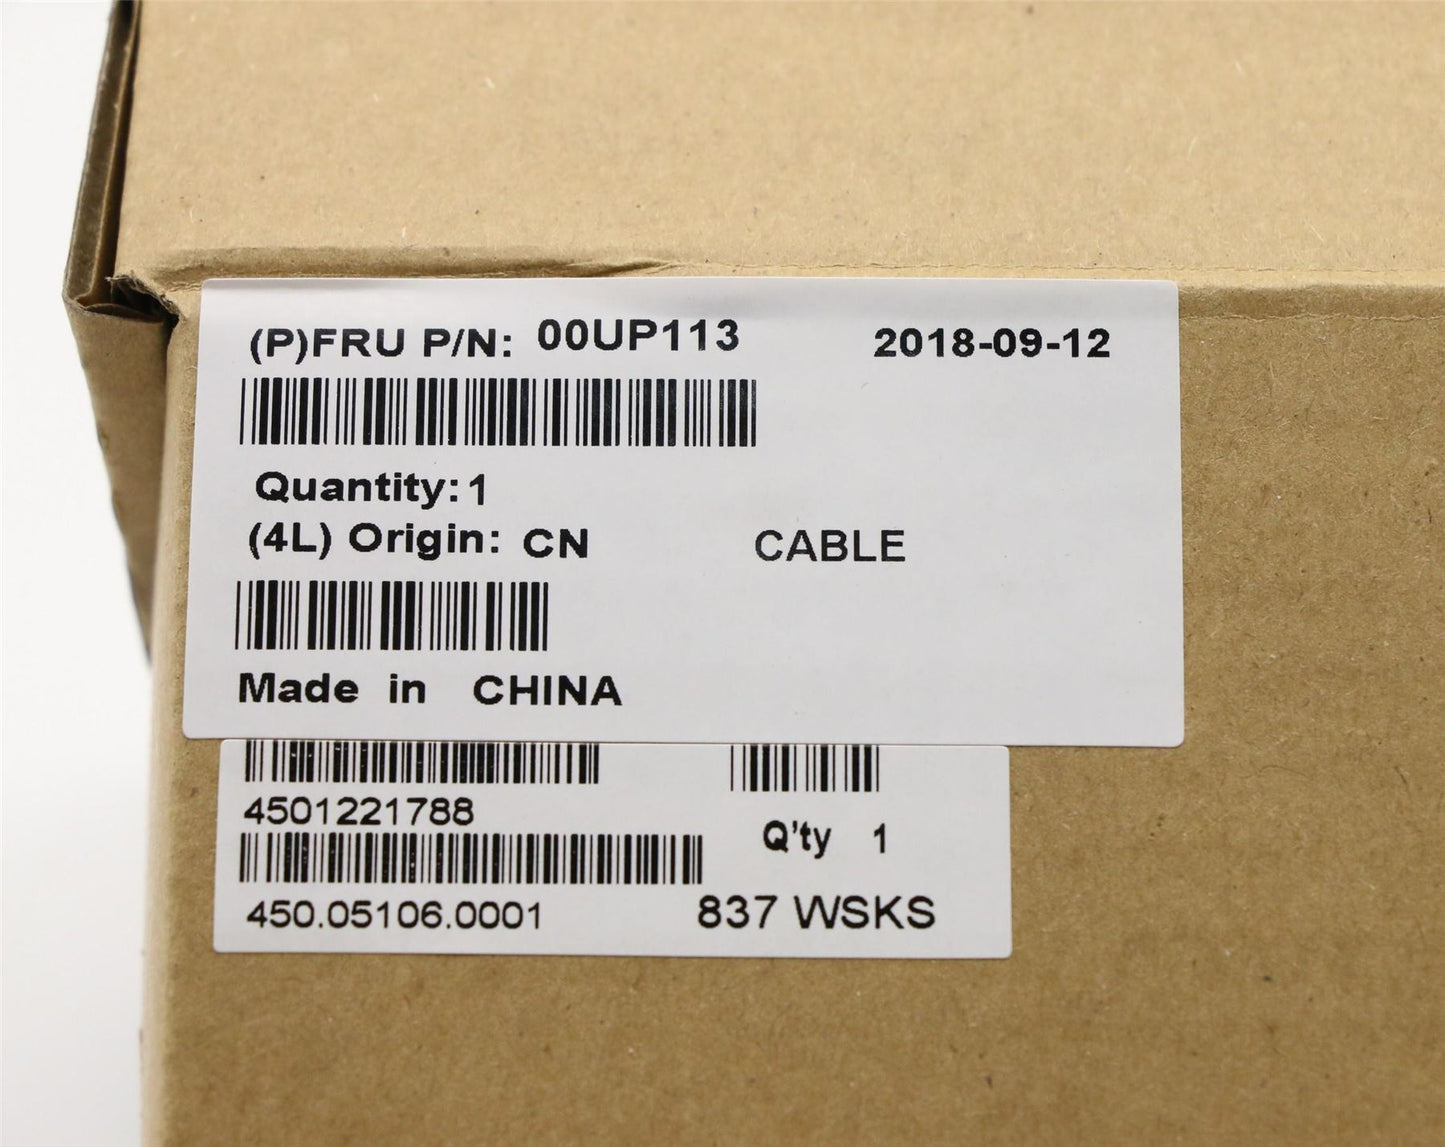 (P)FRU P/N: 00UP113 2018-09-12
Quantity: 1
(4L) Origin: CN CABLE
Made in CHINA
4501221788
Q'ty 1
450.05106.0001 837 WSKS